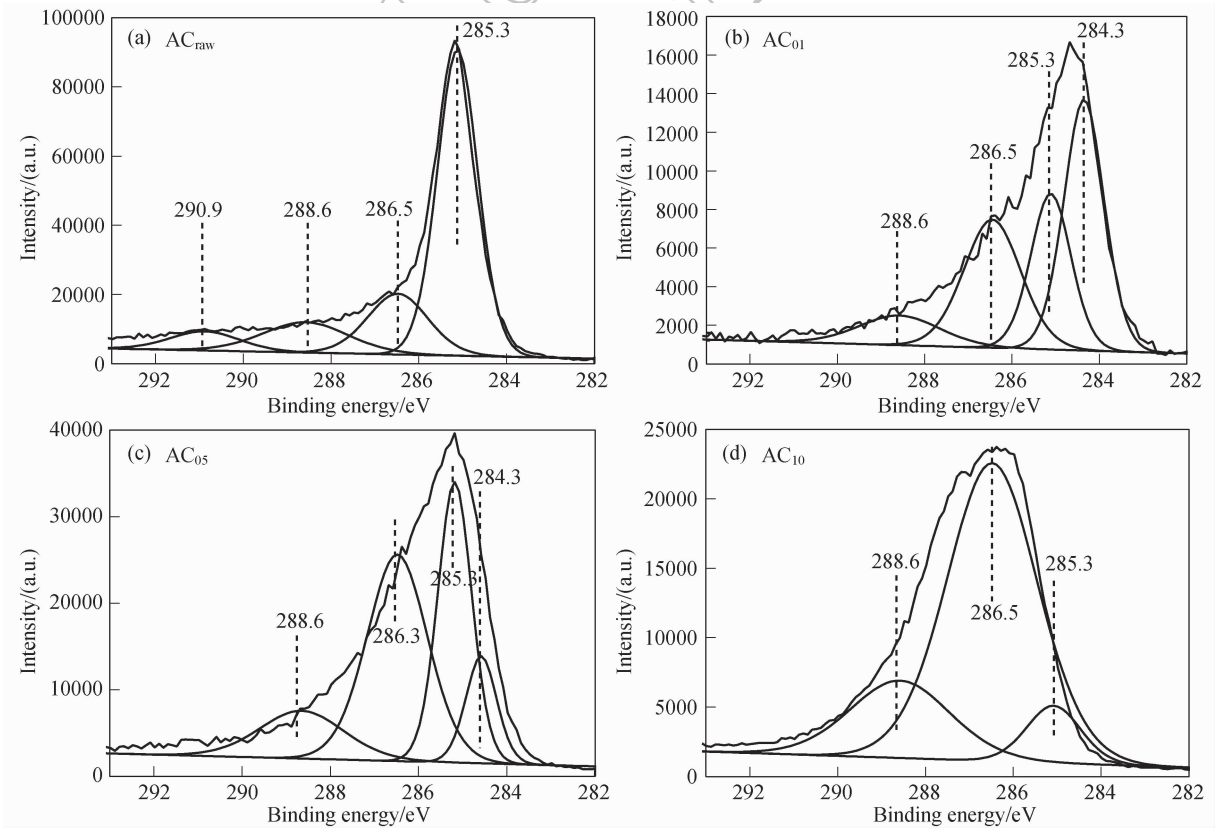 (a) ACraw
285.3
290.9
288.6
286.5
100000
80000
60000
40000
20000
0
Intensity/(a.u.)
292 290 288 286 284 282
Binding energy/eV
(b) AC01
284.3
285.3
286.5
288.6
18000
16000
14000
12000
10000
8000
6000
4000
2000
0
Intensity/(a.u.)
292 290 288 286 284 282
Binding energy/eV
(c) AC05
284.3
285.3
286.3
288.6
40000
30000
20000
10000
0
Intensity/(a.u.)
292 290 288 286 284 282
Binding energy/eV
(d) AC10
288.6
285.3
286.5
25000
20000
15000
10000
5000
0
Intensity/(a.u.)
292 290 288 286 284 282
Binding energy/eV